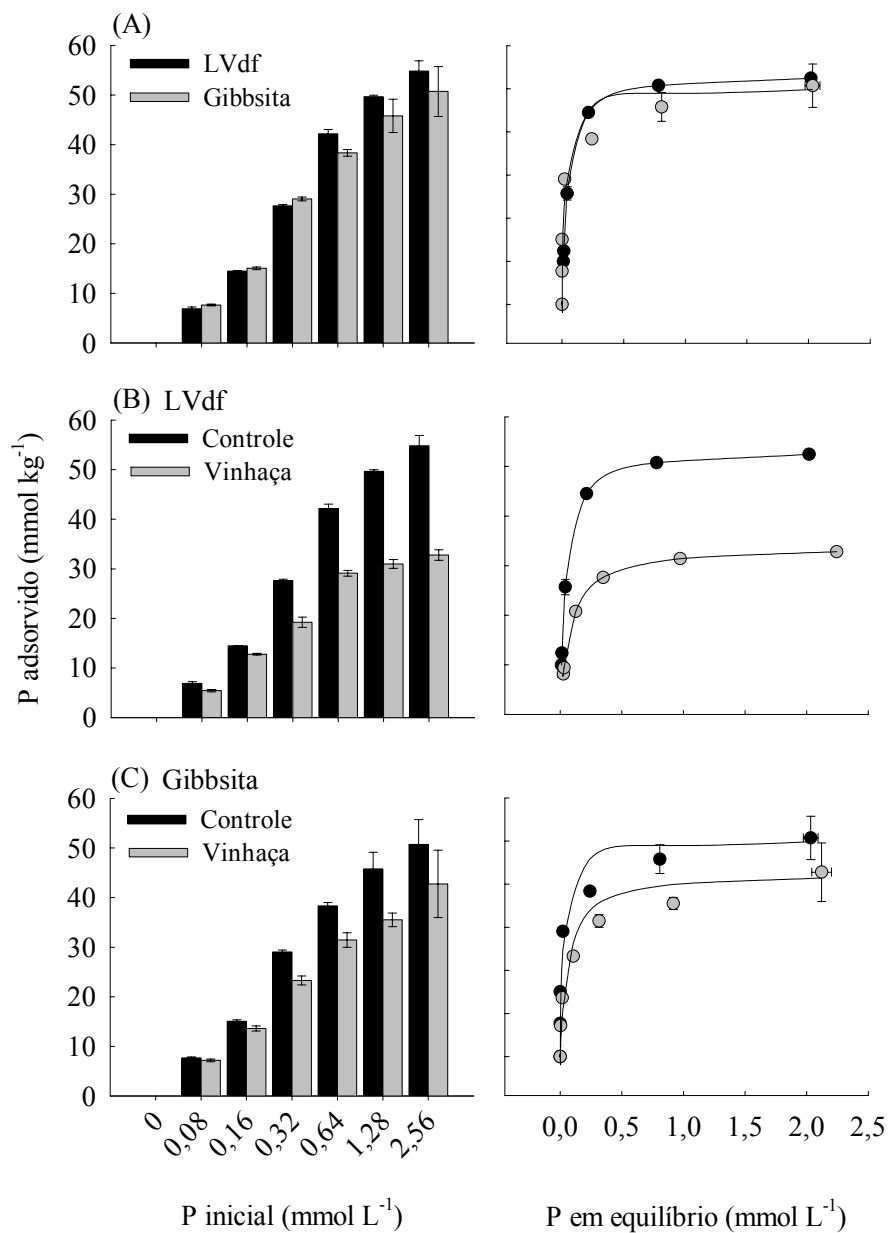 (A)
60
50
40
30
20
10
0
LVdf
Gibbsita
(B) LVdf
60
50
40
30
20
10
0
Controle
Vinhaça
P adsorvido (mmol kg⁻¹)
(C) Gibbsita
60
50
40
30
20
10
0
Controle
Vinhaça
0 0,08 0,16 0,32 0,64 1,28 2,56
P inicial (mmol L⁻¹)
0,0 0,5 1,0 1,5 2,0 2,5
P em equilíbrio (mmol L⁻¹)